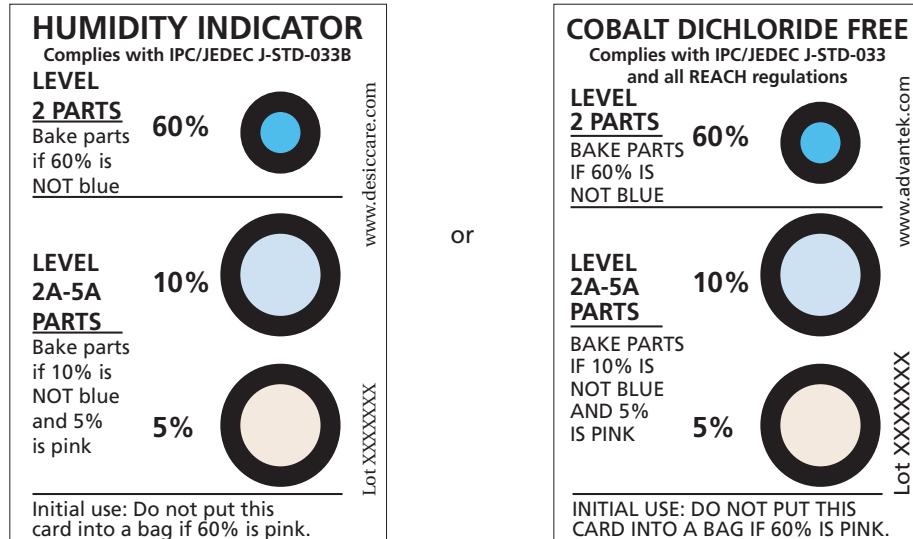 HUMIDITY INDICATOR
Complies with IPC/JEDEC J-STD-033B
LEVEL
2 PARTS
Bake parts
if 60% is
NOT blue
60%
www.desiccare.com
LEVEL
2A-5A
PARTS
Bake parts
if 10% is
NOT blue
and 5%
is pink
10%
5%
Lot XXXXXXX
Initial use: Do not put this
card into a bag if 60% is pink.
or
COBALT DICHLORIDE FREE
Complies with IPC/JEDEC J-STD-033
and all REACH regulations
LEVEL
2 PARTS
BAKE PARTS
IF 60% IS
NOT BLUE
60%
www.advantek.com
LEVEL
2A-5A
PARTS
BAKE PARTS
IF 10% IS
NOT BLUE
AND 5%
IS PINK
10%
5%
Lot XXXXXXX
INITIAL USE: DO NOT PUT THIS
CARD INTO A BAG IF 60% IS PINK.